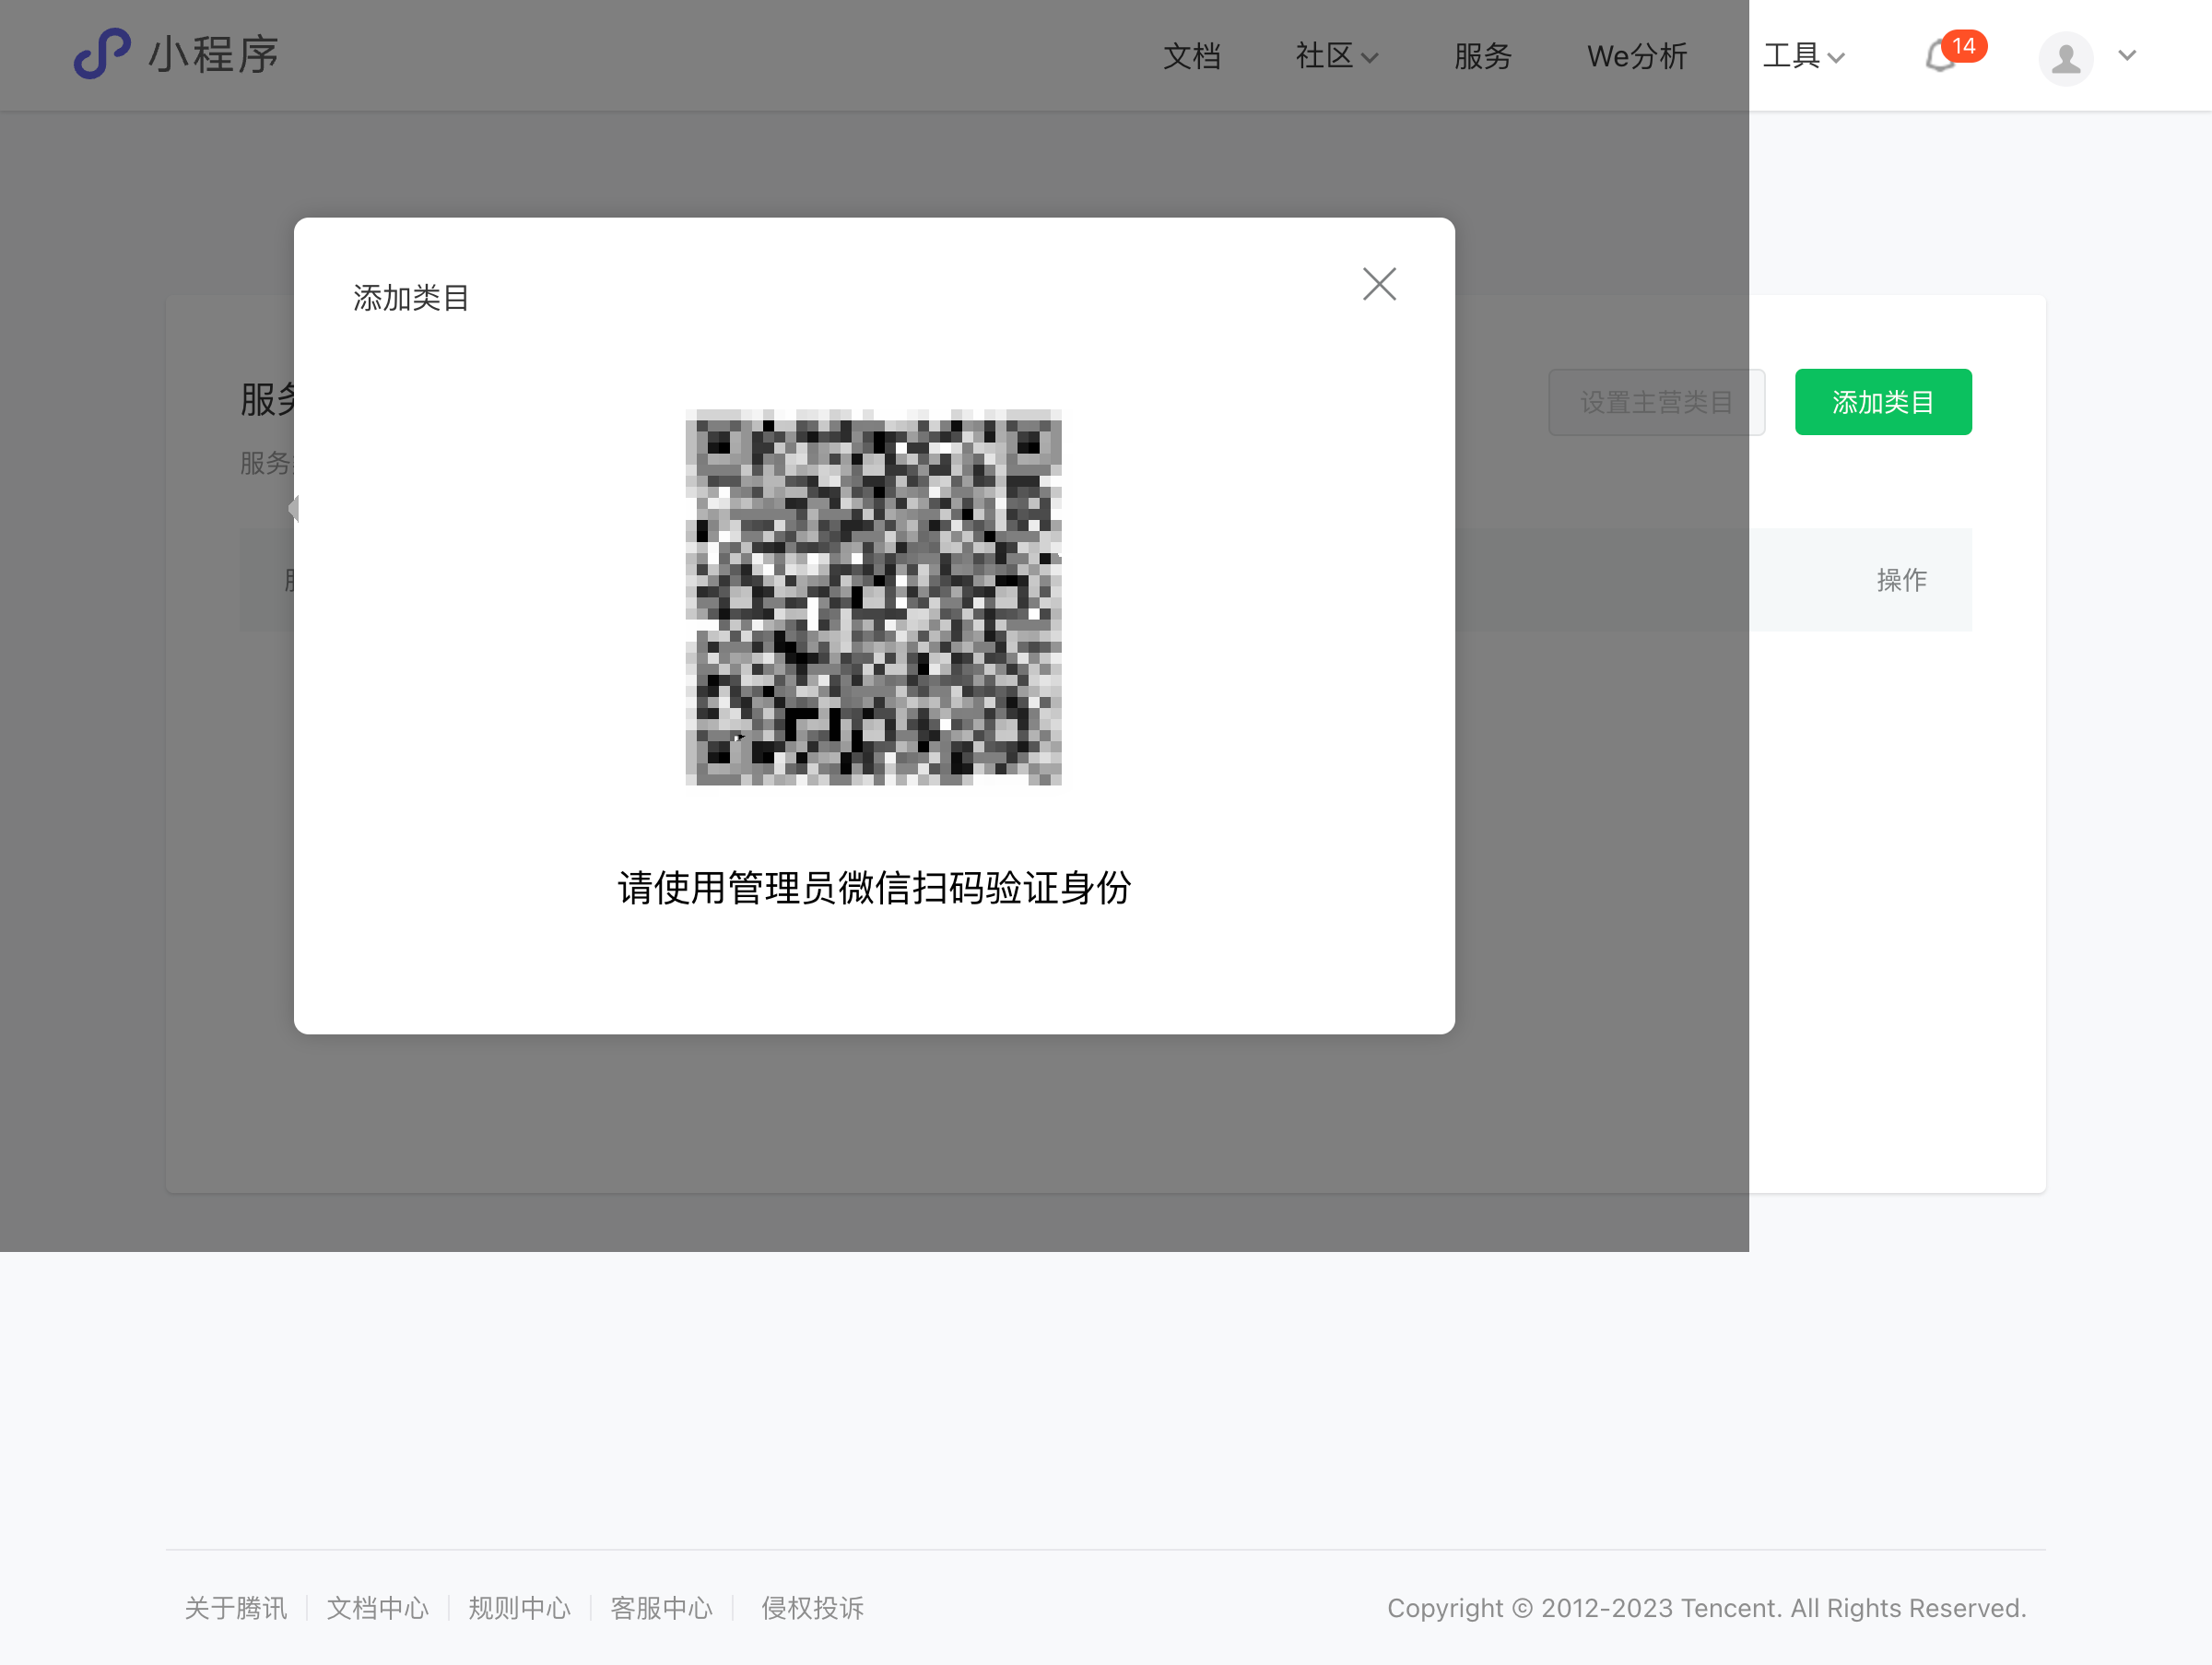 小程序 文档 社区 服务 We分析 工具 14
添加类目
服务
设置主营类目 添加类目
服务
操作
请使用管理员微信扫码验证身份
关于腾讯 文档中心 规则中心 客服中心 侵权投诉 Copyright © 2012-2023 Tencent. All Rights Reserved.